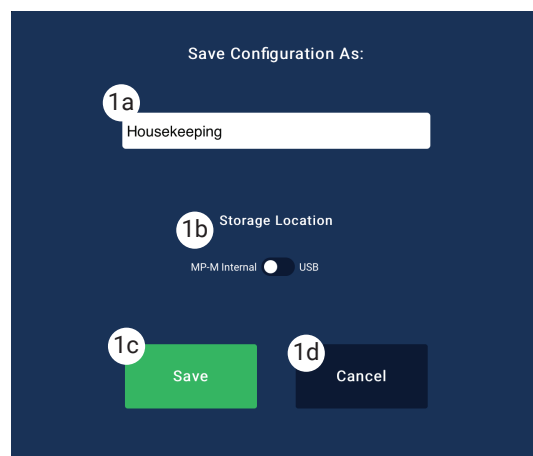 Save Configuration As:
1a
Housekeeping
1b Storage Location
MP-M Internal USB
1c 1d
Save Cancel